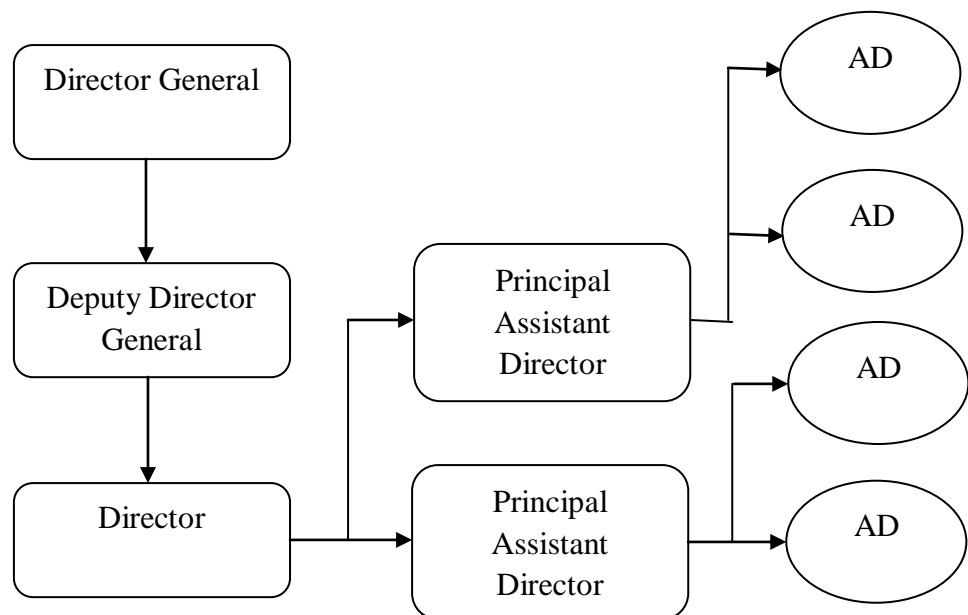 Director General
Deputy Director
General
Director
Principal
Assistant
Director
Principal
Assistant
Director
AD
AD
AD
AD